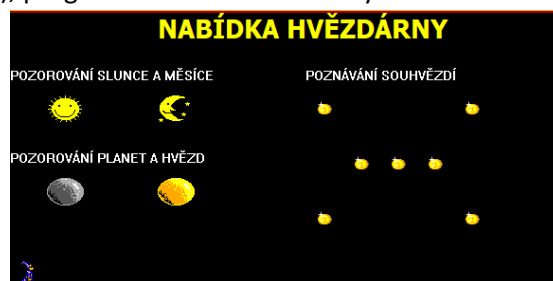 NABÍDKA HVĚZDÁRNY
POZOROVÁNÍ SLUNCE A MĚSÍCE
POZNÁVÁNÍ SOUHVĚZDÍ
POZOROVÁNÍ PLANET A HVĚZD